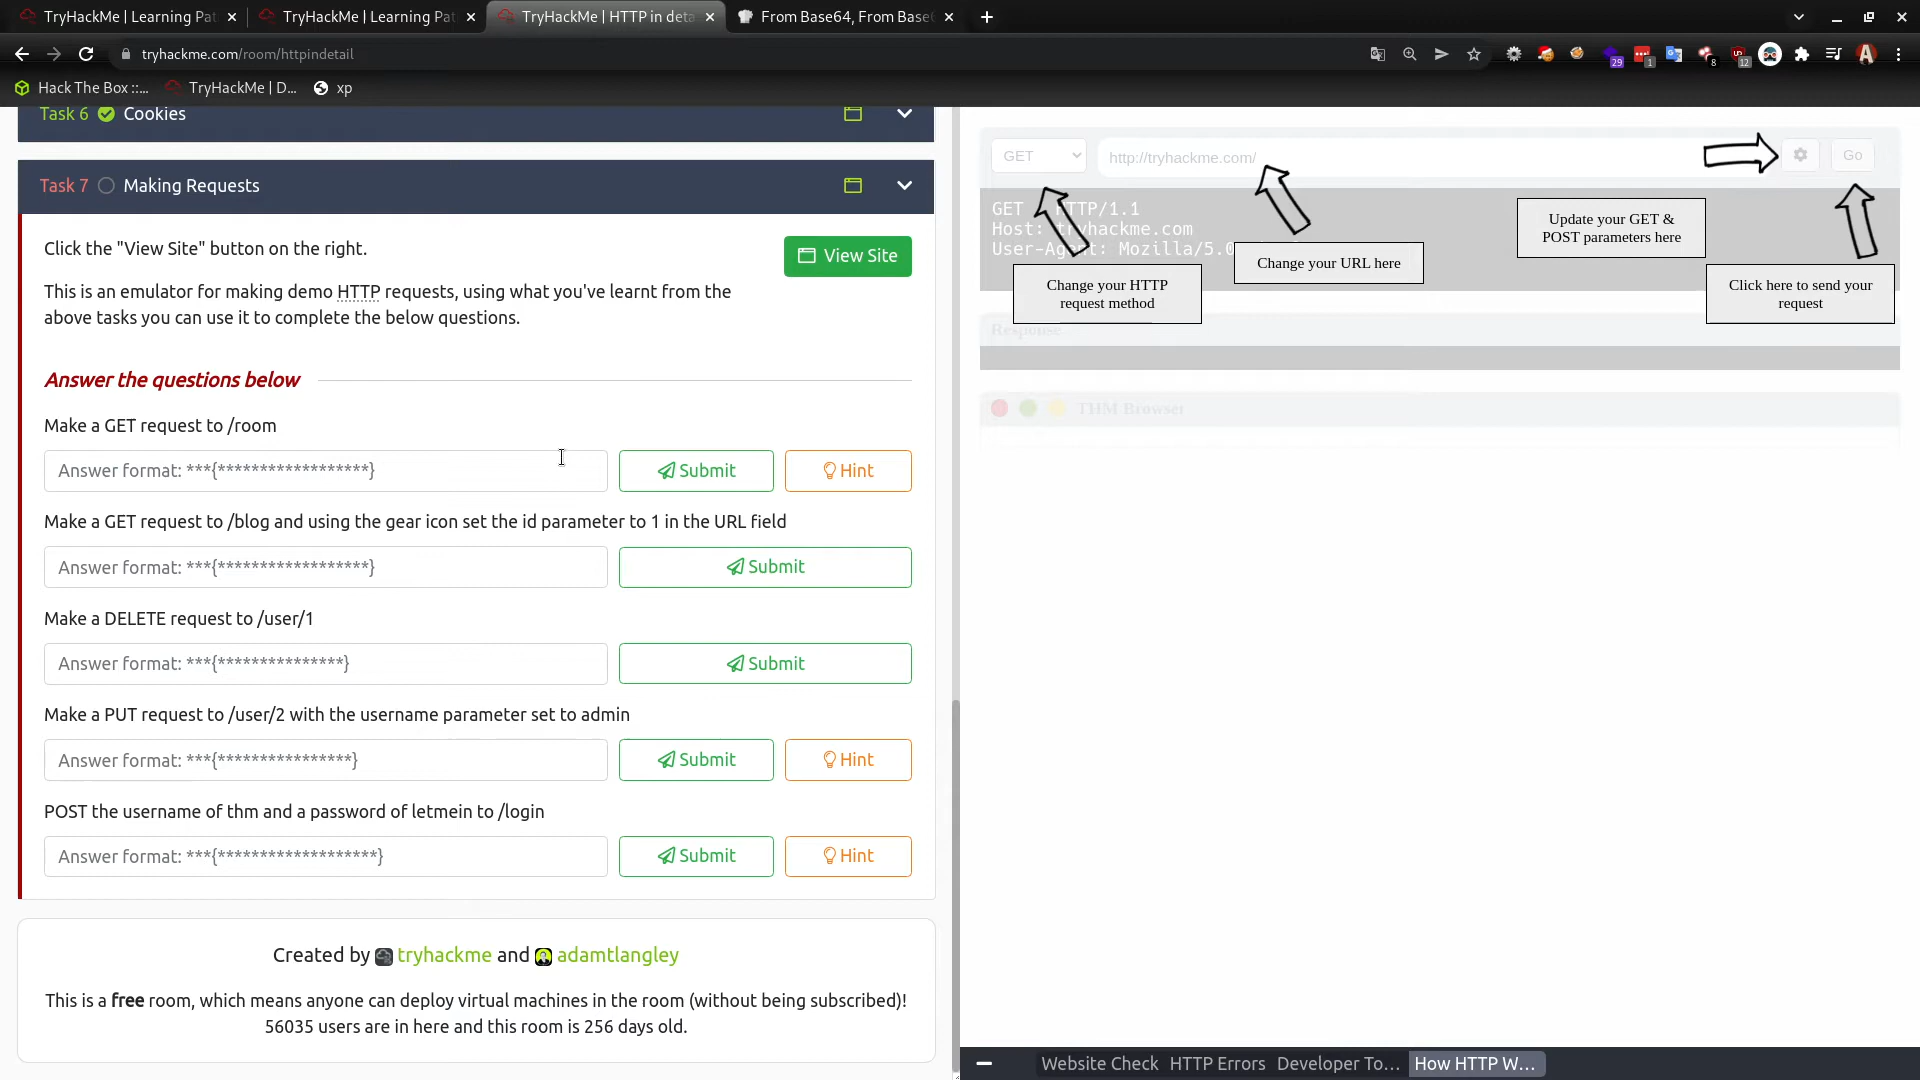 TryHackMe | Learning Pat
TryHackMe | Learning Pat
TryHackMe | HTTP in deta
From Base64, From Base6
tryhackme.com/room/httpindetail
29
1
8
12
Hack The Box ::...
TryHackMe | D...
xp
Task 6
Cookies
Task 7
Making Requests
Click the "View Site" button on the right.
View Site
This is an emulator for making demo HTTP requests, using what you've learnt from the
above tasks you can use it to complete the below questions.
Answer the questions below
Make a GET request to /room
Answer format: ***{******************}
Submit
Hint
Make a GET request to /blog and using the gear icon set the id parameter to 1 in the URL field
Answer format: ***{******************}
Submit
Make a DELETE request to /user/1
Answer format: ***{***************}
Submit
Make a PUT request to /user/2 with the username parameter set to admin
Answer format: ***{****************}
Submit
Hint
POST the username of thm and a password of letmein to /login
Answer format: ***{*******************}
Submit
Hint
Created by tryhackme and adamtlangley
This is a free room, which means anyone can deploy virtual machines in the room (without being subscribed)!
56035 users are in here and this room is 256 days old.
GET
http://tryhackme.com/
Go
GET HTTP/1.1
Host: tryhackme.com
User-Agent: Mozilla/5.0
Change your HTTP
request method
Change your URL here
Update your GET &
POST parameters here
Click here to send your
request
Response
THM Browser
Website Check
HTTP Errors
Developer To...
How HTTP W...